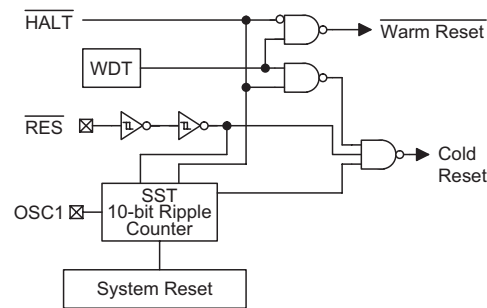 HALT
Warm Reset
WDT
RES
Cold
Reset
SST
10-bit Ripple
Counter
OSC1
System Reset